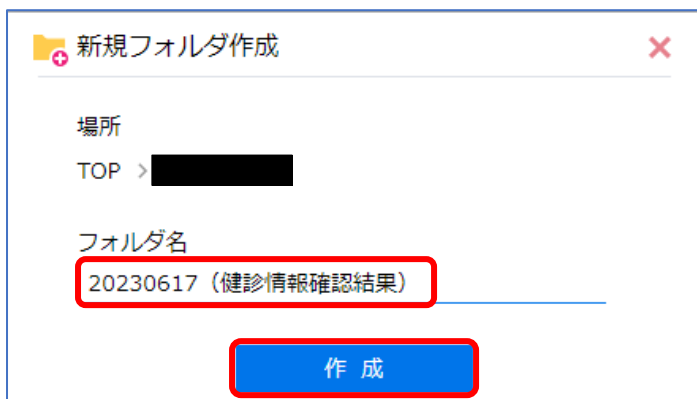 新規フォルダ作成
場所
TOP >
フォルダ名
20230617（健診情報確認結果）
作 成